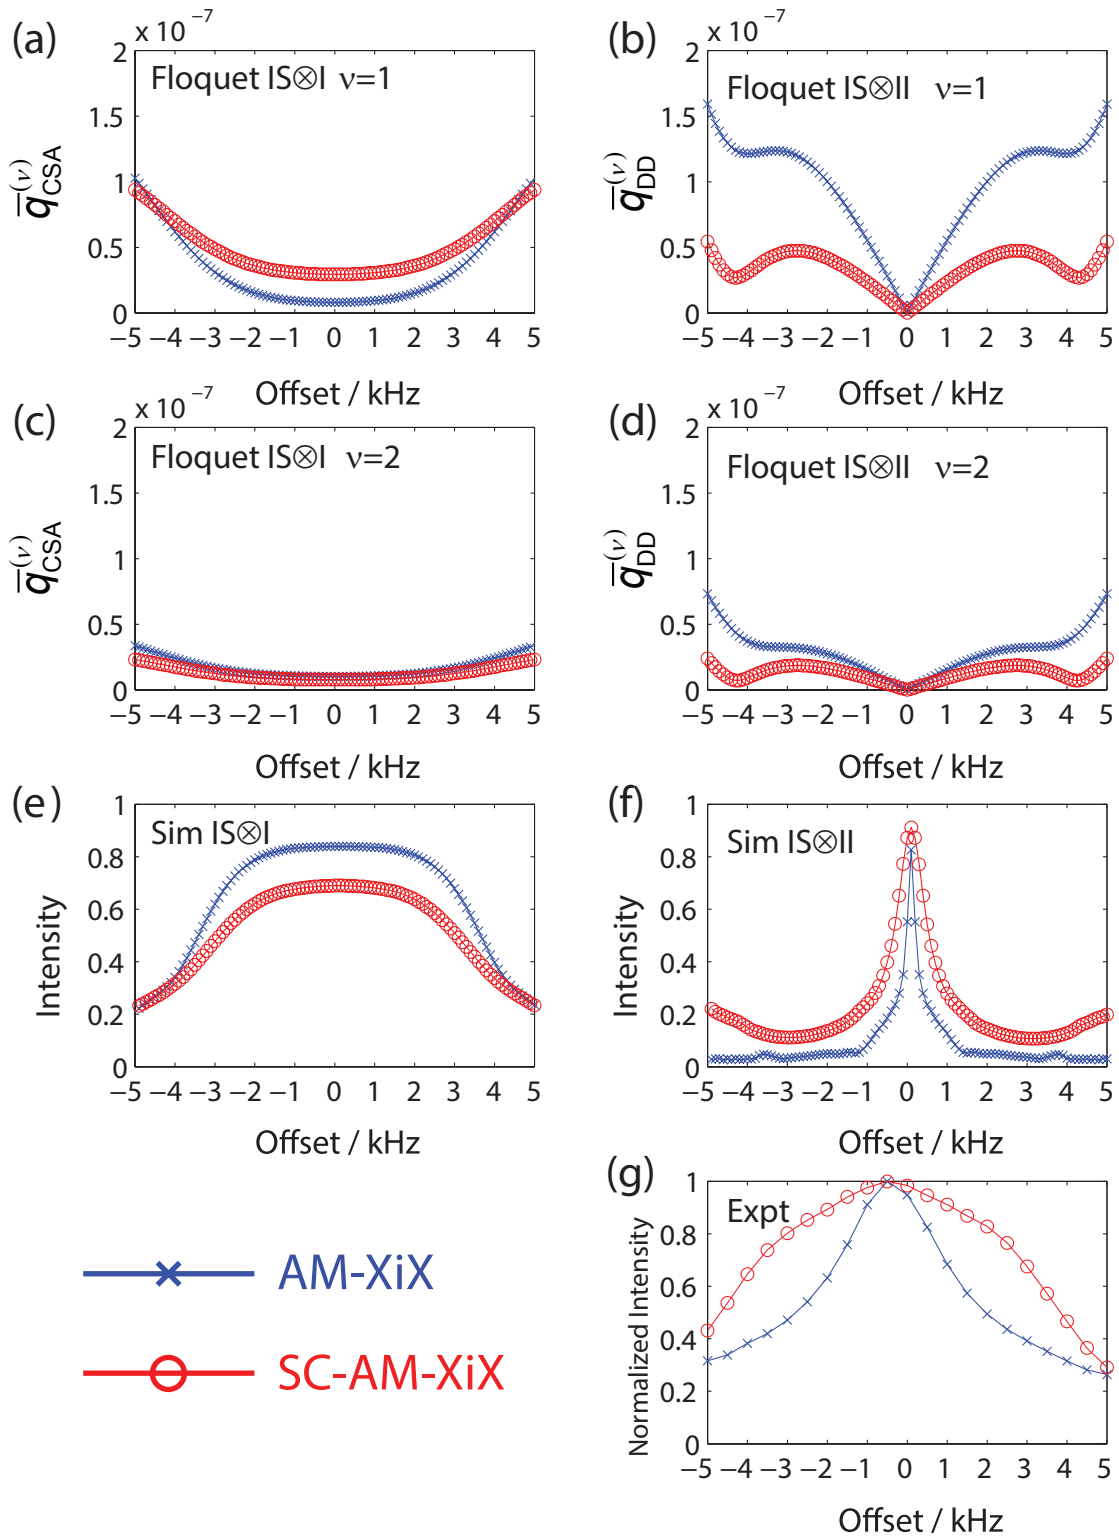 (a)
x 10⁻⁷
Floquet IS⊗I ν=1
2
1.5
1
0.5
0
q̅_CSA^(ν)
−5 −4 −3 −2 −1 0 1 2 3 4 5
Offset / kHz
(b)
x 10⁻⁷
Floquet IS⊗II ν=1
2
1.5
1
0.5
0
q̅_DD^(ν)
−5 −4 −3 −2 −1 0 1 2 3 4 5
Offset / kHz
(c)
x 10⁻⁷
Floquet IS⊗I ν=2
2
1.5
1
0.5
0
q̅_CSA^(ν)
−5 −4 −3 −2 −1 0 1 2 3 4 5
Offset / kHz
(d)
x 10⁻⁷
Floquet IS⊗II ν=2
2
1.5
1
0.5
0
q̅_DD^(ν)
−5 −4 −3 −2 −1 0 1 2 3 4 5
Offset / kHz
(e)
Sim IS⊗I
1
0.8
0.6
0.4
0.2
0
Intensity
−5 −4 −3 −2 −1 0 1 2 3 4 5
Offset / kHz
(f)
Sim IS⊗II
1
0.8
0.6
0.4
0.2
0
Intensity
−5 −4 −3 −2 −1 0 1 2 3 4 5
Offset / kHz
(g)
Expt
1
0.8
0.6
0.4
0.2
0
Normalized Intensity
−5 −4 −3 −2 −1 0 1 2 3 4 5
Offset / kHz
AM-XiX
SC-AM-XiX